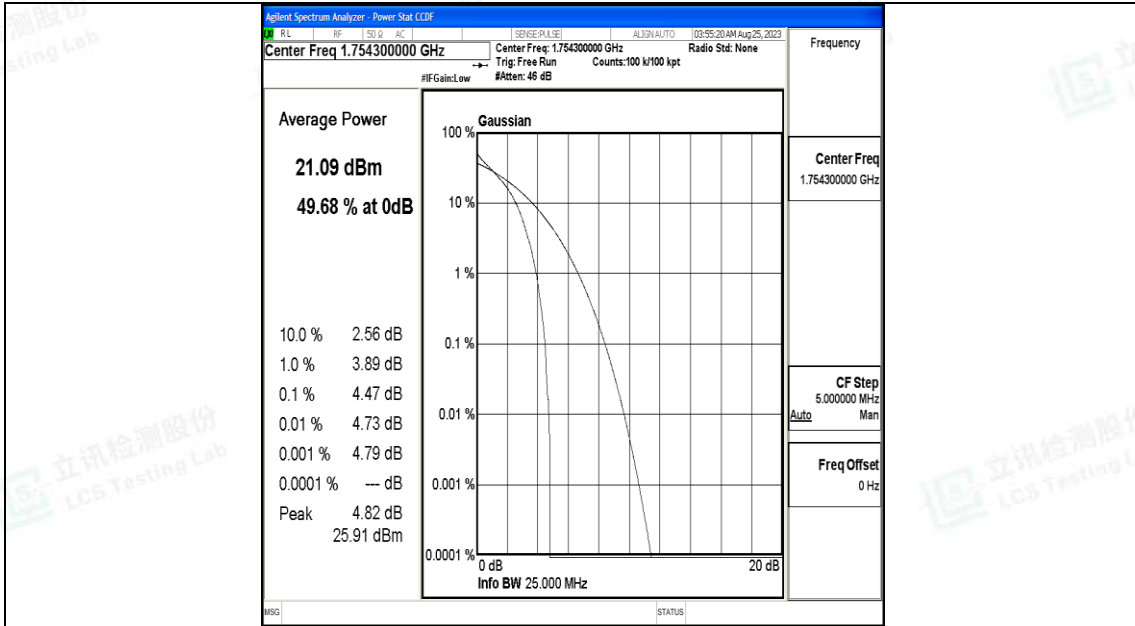 Agilent Spectrum Analyzer - Power Stat CCDF
RL RF 50 Ω AC SENSE:PULSE ALIGN AUTO 03:55:20 AM Aug 25, 2023
Center Freq 1.754300000 GHz
Center Freq: 1.754300000 GHz Radio Std: None
Trig: Free Run Counts:100 k/100 kpt
#IFGain:Low #Atten: 46 dB
Frequency
Average Power
21.09 dBm
49.68 % at 0dB
10.0 % 2.56 dB
1.0 % 3.89 dB
0.1 % 4.47 dB
0.01 % 4.73 dB
0.001 % 4.79 dB
0.0001 % --- dB
Peak 4.82 dB
25.91 dBm
Gaussian
100 %
10 %
1 %
0.1 %
0.01 %
0.001 %
0.0001 %
0 dB 20 dB
Info BW 25.000 MHz
Center Freq
1.754300000 GHz
CF Step
5.000000 MHz
Auto Man
Freq Offset
0 Hz
MSG STATUS
立讯检测股份
LCS Testing Lab